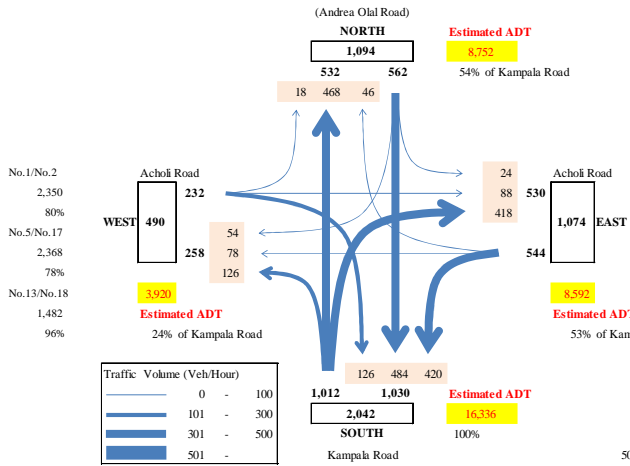 (Andrea Olal Road)
NORTH Estimated ADT
1,094 8,752
532 562 54% of Kampala Road
18 468 46
No.1/No.2 Acholi Road 24 Acholi Road
2,350 232 88 530
80% WEST 490 418 1,074 EAST
No.5/No.17 54
2,368 258 78 544
78% 126
No.13/No.18 3,920 8,592
1,482 Estimated ADT Estimated AD
96% 24% of Kampala Road 53% of Kam
Traffic Volume (Veh/Hour) 126 484 420
0 - 100 1,012 1,030 Estimated ADT
101 - 300 2,042 16,336
301 - 500 SOUTH 100%
501 - Kampala Road 50